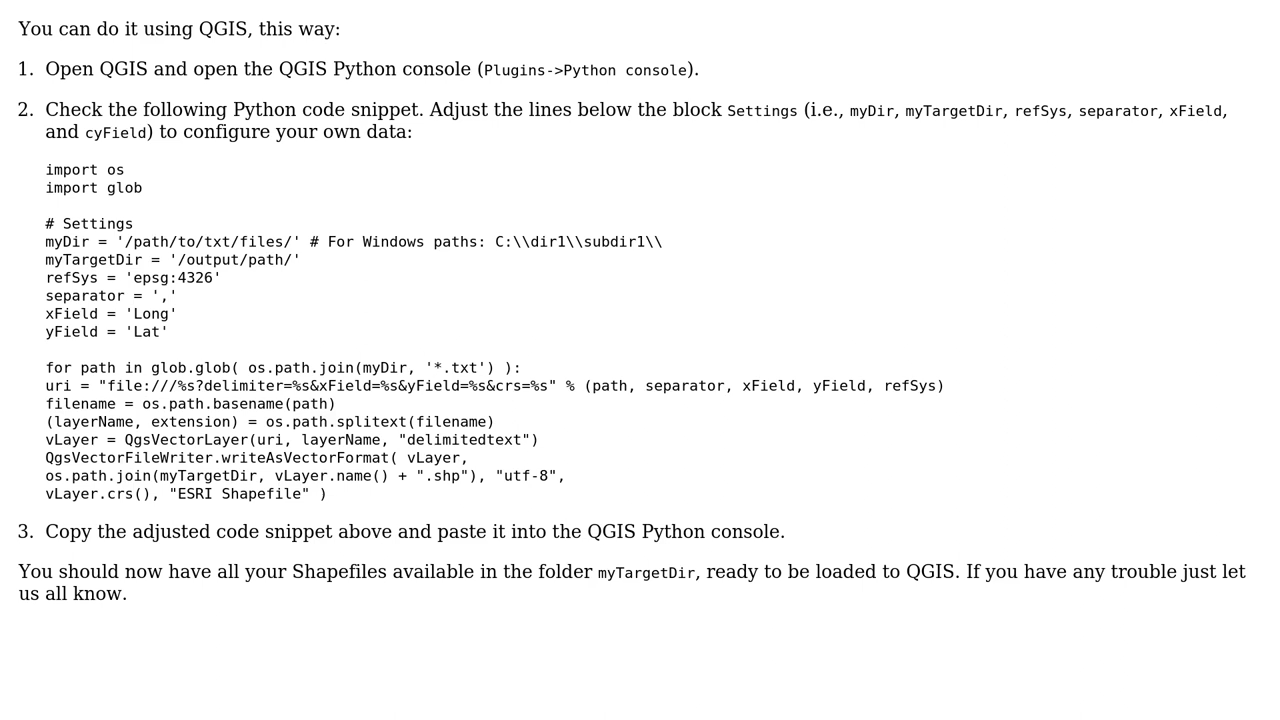 You can do it using QGIS, this way:
1. Open QGIS and open the QGIS Python console (Plugins->Python console).
2. Check the following Python code snippet. Adjust the lines below the block Settings (i.e., myDir, myTargetDir, refSys, separator, xField,
and cyField) to configure your own data:
import os
import glob
# Settings
myDir = '/path/to/txt/files/' # For Windows paths: C:\\dir1\\subdir1\\
myTargetDir = '/output/path/'
refSys = 'epsg:4326'
separator = ','
xField = 'Long'
yField = 'Lat'
for path in glob.glob( os.path.join(myDir, '*.txt') ):
uri = "file:///%s?delimiter=%s&xField=%s&yField=%s&crs=%s" % (path, separator, xField, yField, refSys)
filename = os.path.basename(path)
(layerName, extension) = os.path.splitext(filename)
vLayer = QgsVectorLayer(uri, layerName, "delimitedtext")
QgsVectorFileWriter.writeAsVectorFormat( vLayer,
os.path.join(myTargetDir, vLayer.name() + ".shp"), "utf-8",
vLayer.crs(), "ESRI Shapefile" )
3. Copy the adjusted code snippet above and paste it into the QGIS Python console.
You should now have all your Shapefiles available in the folder myTargetDir, ready to be loaded to QGIS. If you have any trouble just let
us all know.